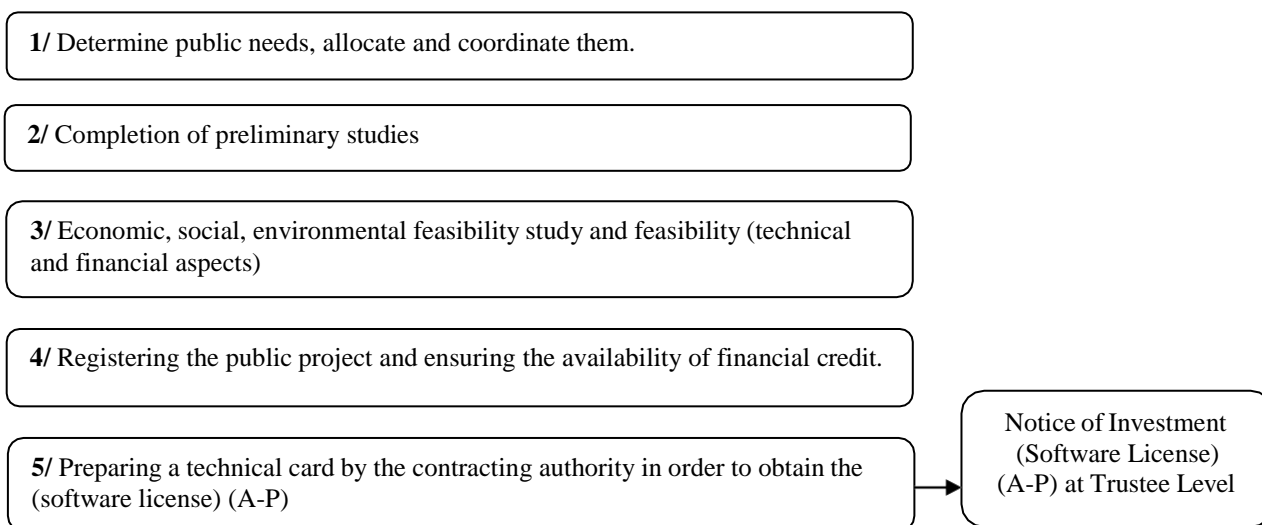 1/ Determine public needs, allocate and coordinate them.
2/ Completion of preliminary studies
3/ Economic, social, environmental feasibility study and feasibility (technical
and financial aspects)
4/ Registering the public project and ensuring the availability of financial credit.
5/ Preparing a technical card by the contracting authority in order to obtain the
(software license) (A-P)
Notice of Investment
(Software License)
(A-P) at Trustee Level